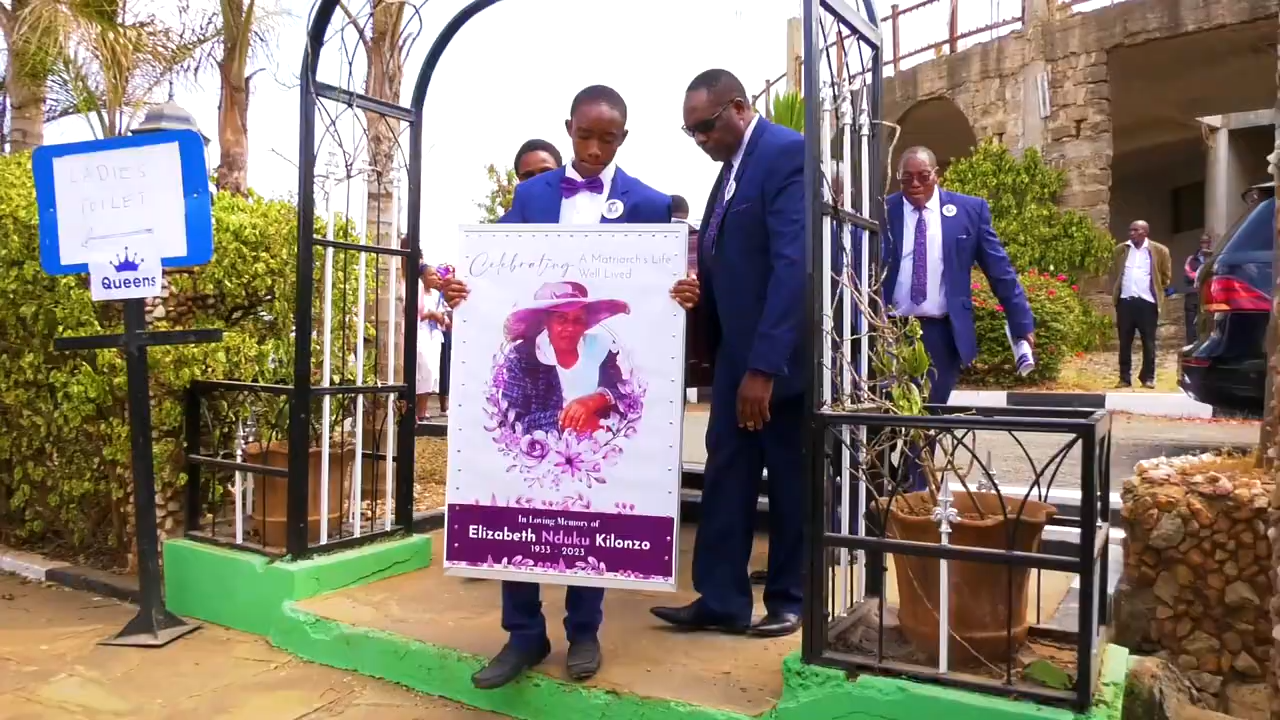 LADIES
TOILET
Queens
Celebrating A Matriarch's Life
Well Lived
In Loving Memory of
Elizabeth Nduku Kilonzo
1933 - 2023